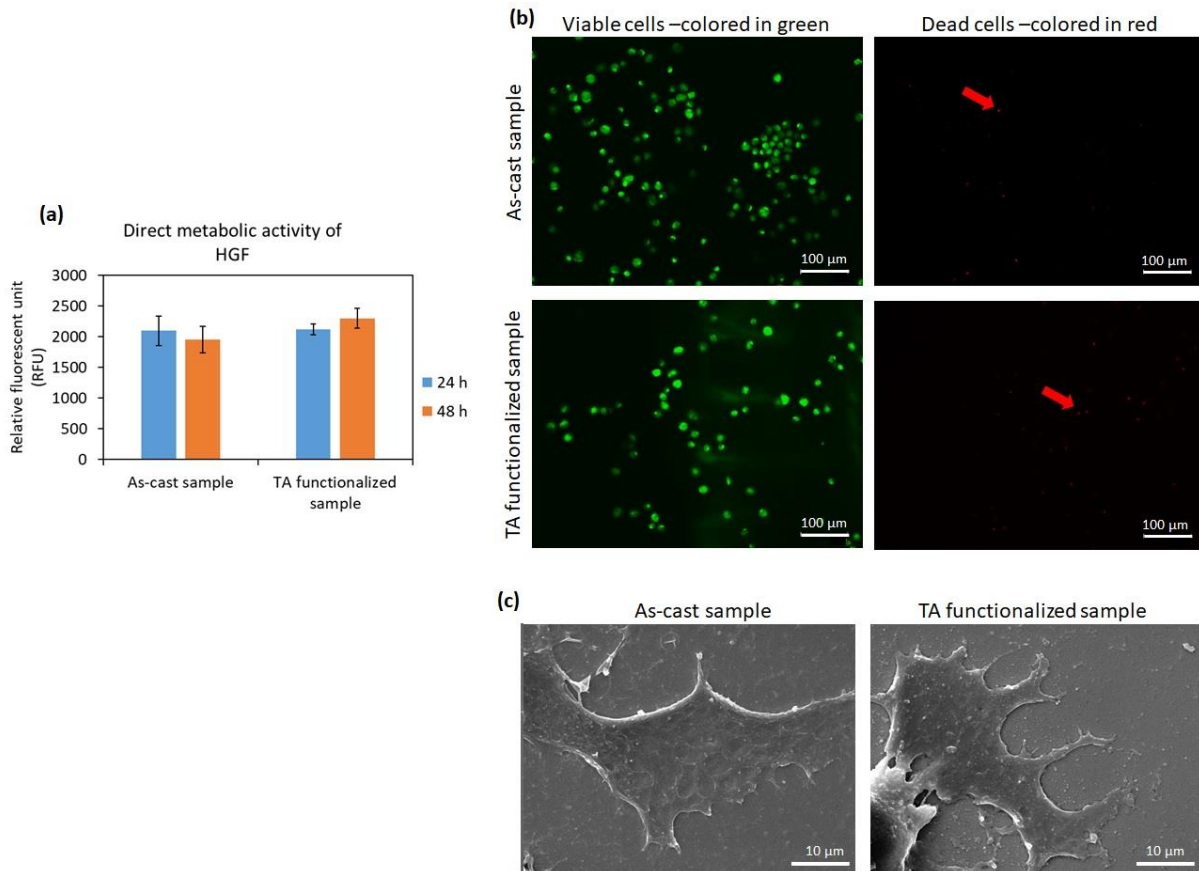 (a)
Direct metabolic activity of
HGF
Relative fluorescent unit
(RFU)
3000
2500
2000
1500
1000
500
0
As-cast sample
TA functionalized
sample
24 h
48 h
(b)
Viable cells –colored in green
Dead cells –colored in red
As-cast sample
100 µm
100 µm
TA functionalized sample
100 µm
100 µm
(c)
As-cast sample
TA functionalized sample
10 µm
10 µm